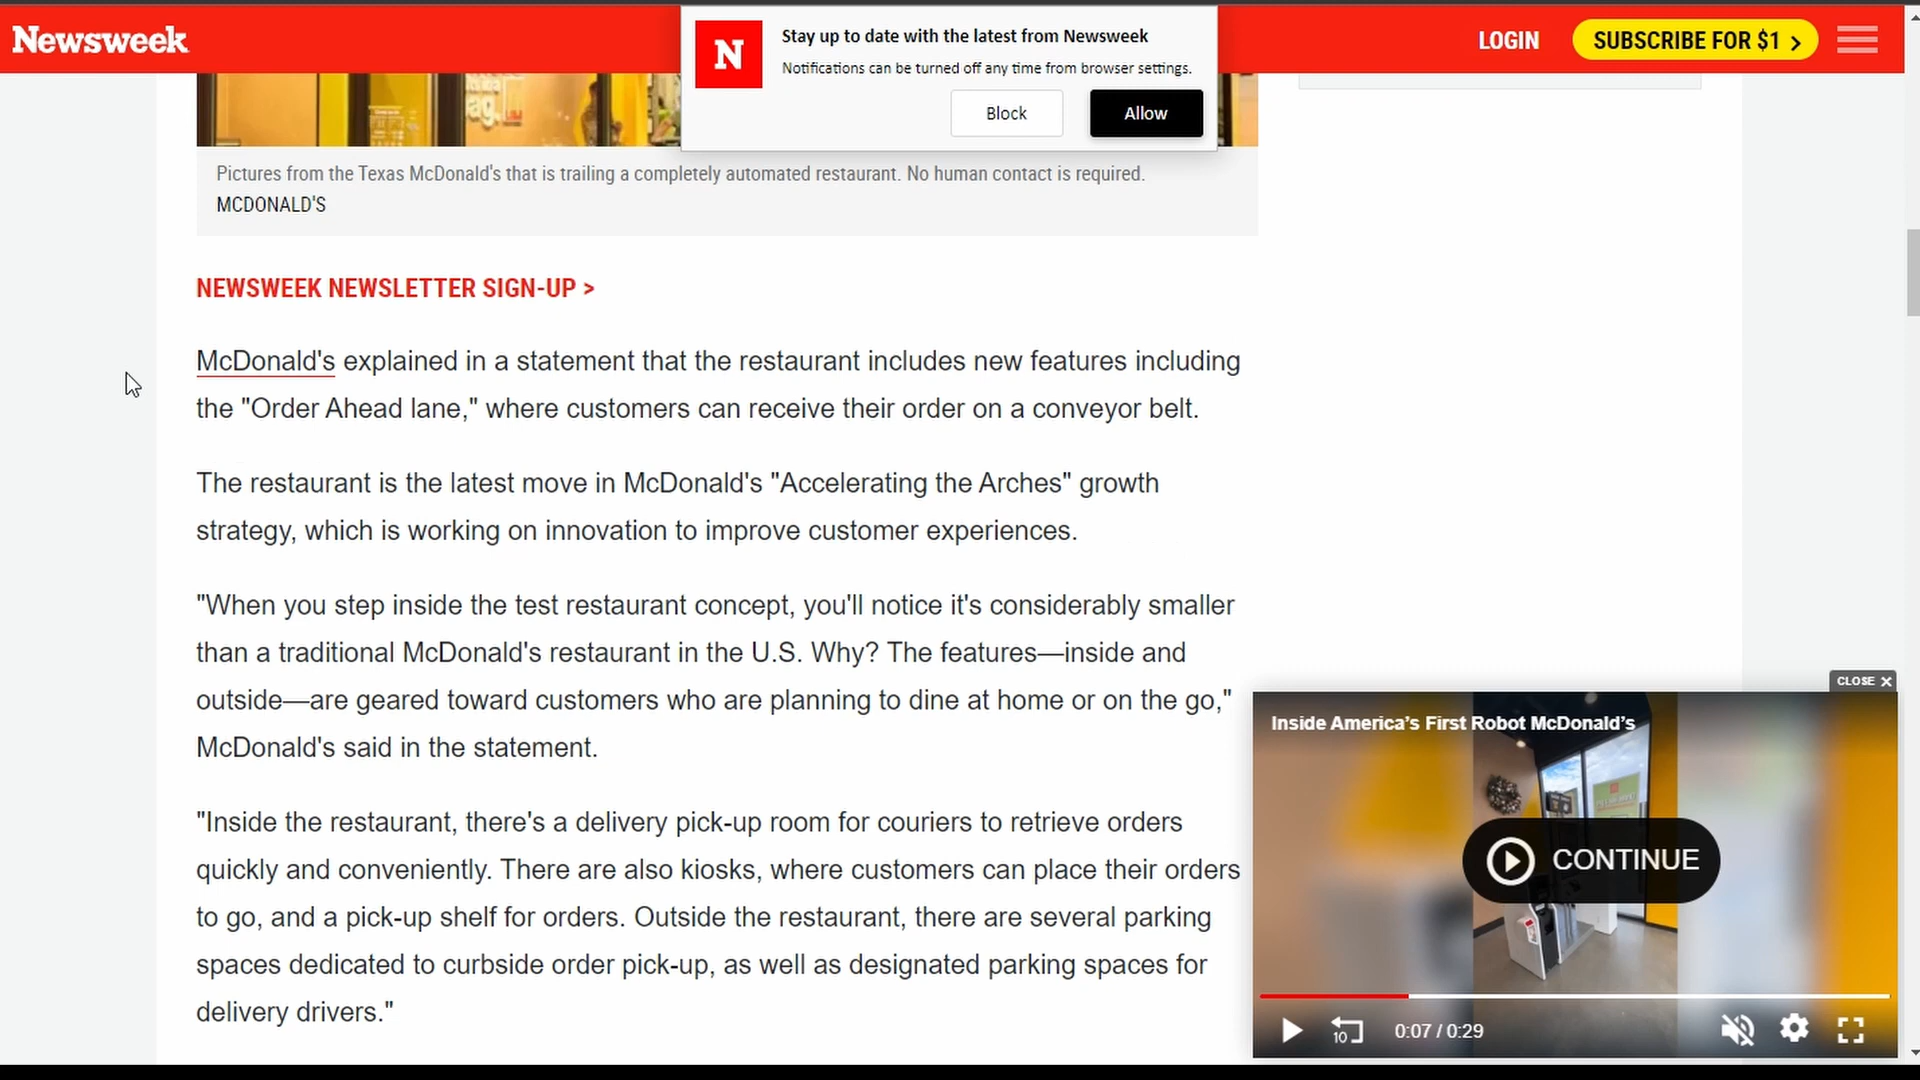 Newsweek
N
Stay up to date with the latest from Newsweek
Notifications can be turned off any time from browser settings.
Block
Allow
LOGIN
SUBSCRIBE FOR $1 >
Pictures from the Texas McDonald's that is trailing a completely automated restaurant. No human contact is required.
MCDONALD'S
NEWSWEEK NEWSLETTER SIGN-UP >
McDonald's explained in a statement that the restaurant includes new features including
the "Order Ahead lane," where customers can receive their order on a conveyor belt.
The restaurant is the latest move in McDonald's "Accelerating the Arches" growth
strategy, which is working on innovation to improve customer experiences.
"When you step inside the test restaurant concept, you'll notice it's considerably smaller
than a traditional McDonald's restaurant in the U.S. Why? The features—inside and
outside—are geared toward customers who are planning to dine at home or on the go,"
McDonald's said in the statement.
"Inside the restaurant, there's a delivery pick-up room for couriers to retrieve orders
quickly and conveniently. There are also kiosks, where customers can place their orders
to go, and a pick-up shelf for orders. Outside the restaurant, there are several parking
spaces dedicated to curbside order pick-up, as well as designated parking spaces for
delivery drivers."
CLOSE X
Inside America's First Robot McDonald's
CONTINUE
10
0:07 / 0:29